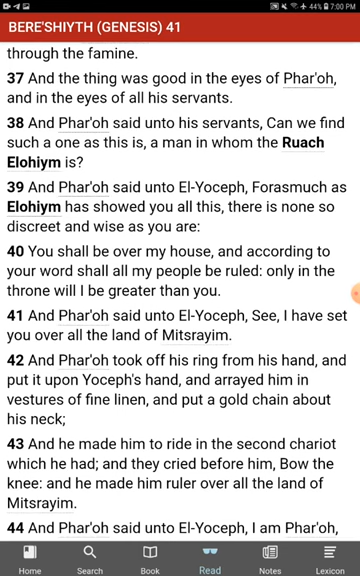 44% 7:00 PM
BERE'SHIYTH (GENESIS) 41
through the famine.
37 And the thing was good in the eyes of Phar'oh,
and in the eyes of all his servants.
38 And Phar'oh said unto his servants, Can we find
such a one as this is, a man in whom the Ruach
Elohiym is?
39 And Phar'oh said unto El-Yoceph, Forasmuch as
Elohiym has showed you all this, there is none so
discreet and wise as you are:
40 You shall be over my house, and according to
your word shall all my people be ruled: only in the
throne will I be greater than you.
41 And Phar'oh said unto El-Yoceph, See, I have set
you over all the land of Mitsrayim.
42 And Phar'oh took off his ring from his hand, and
put it upon Yoceph's hand, and arrayed him in
vestures of fine linen, and put a gold chain about
his neck;
43 And he made him to ride in the second chariot
which he had; and they cried before him, Bow the
knee: and he made him ruler over all the land of
Mitsrayim.
44 And Phar'oh said unto El-Yoceph, I am Phar'oh,
Home Search Book Read Notes Lexicon